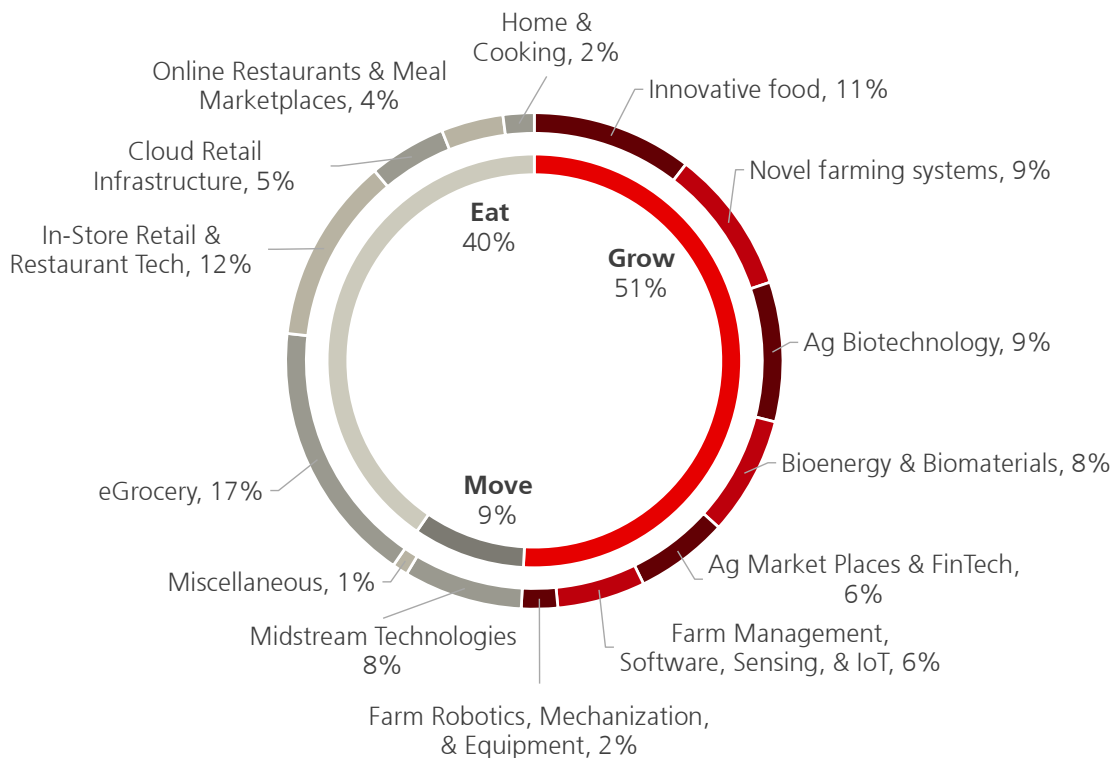 Home &
Cooking, 2%
Innovative food, 11%
Novel farming systems, 9%
Ag Biotechnology, 9%
Bioenergy & Biomaterials, 8%
Ag Market Places & FinTech,
6%
Farm Management,
Software, Sensing, & IoT, 6%
Farm Robotics, Mechanization,
& Equipment, 2%
Midstream Technologies
8%
Miscellaneous, 1%
eGrocery, 17%
In-Store Retail &
Restaurant Tech, 12%
Cloud Retail
Infrastructure, 5%
Online Restaurants & Meal
Marketplaces, 4%
Eat
40%
Grow
51%
Move
9%